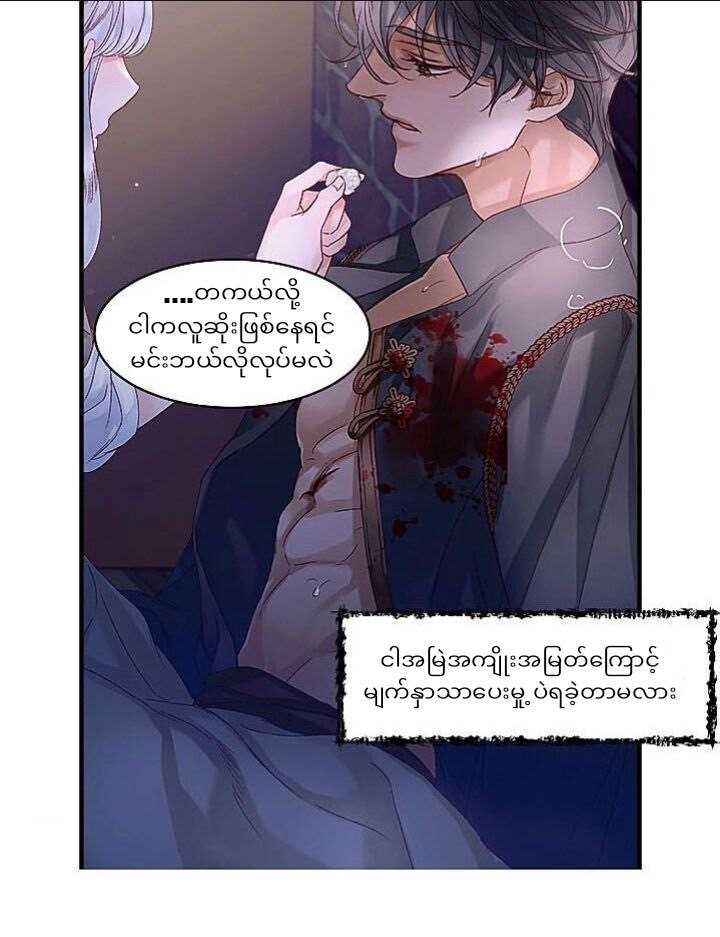 ....တကယ်လို့
ငါကလူဆိုးဖြစ်နေရင်
မင်းဘယ်လိုလုပ်မလဲ
ငါအမြဲအကျိုးအမြတ်ကြောင့်
မျက်နှာသာပေးမှု့ပဲရခဲ့တာမလား